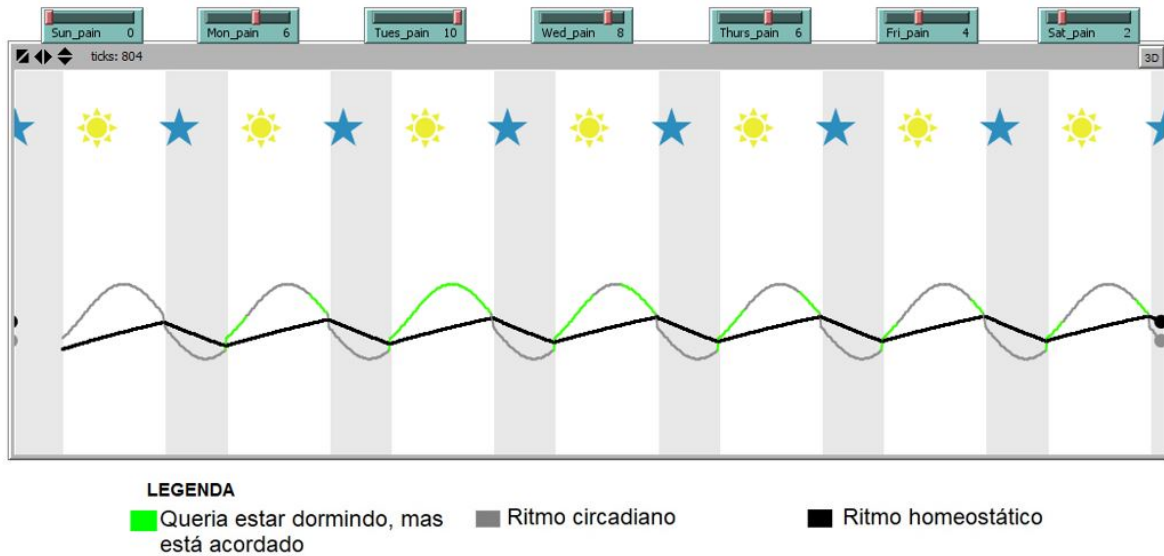 Sun_pain 0
Mon_pain 6
Tues_pain 10
Wed_pain 8
Thurs_pain 6
Fri_pain 4
Sat_pain 2
ticks: 804
3D
LEGENDA
Queria estar dormindo, mas
está acordado
Ritmo circadiano
Ritmo homeostático